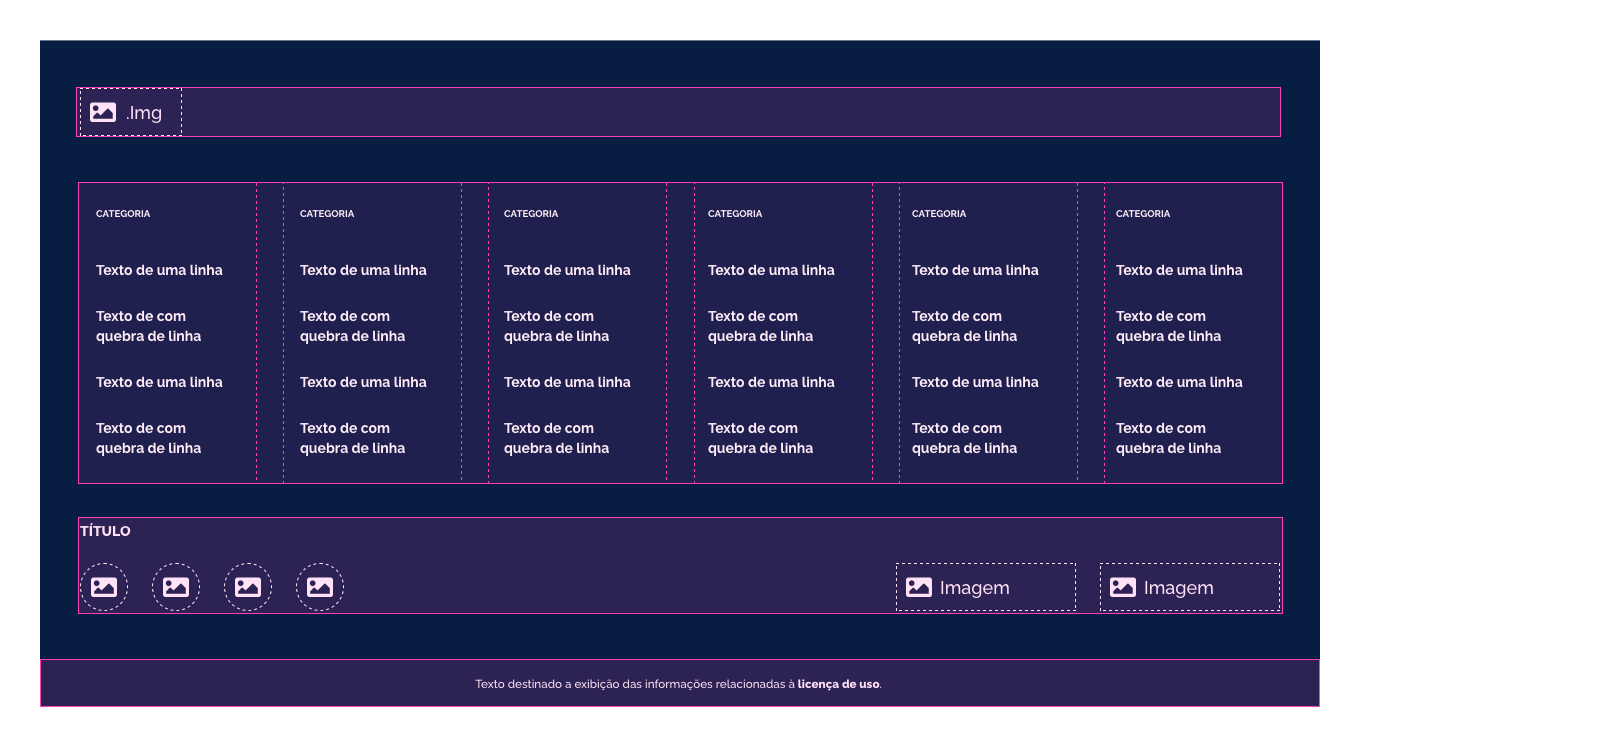 .Img
CATEGORIA
Texto de uma linha
Texto de com
quebra de linha
Texto de uma linha
Texto de com
quebra de linha
CATEGORIA
Texto de uma linha
Texto de com
quebra de linha
Texto de uma linha
Texto de com
quebra de linha
CATEGORIA
Texto de uma linha
Texto de com
quebra de linha
Texto de uma linha
Texto de com
quebra de linha
CATEGORIA
Texto de uma linha
Texto de com
quebra de linha
Texto de uma linha
Texto de com
quebra de linha
CATEGORIA
Texto de uma linha
Texto de com
quebra de linha
Texto de uma linha
Texto de com
quebra de linha
CATEGORIA
Texto de uma linha
Texto de com
quebra de linha
Texto de uma linha
Texto de com
quebra de linha
TÍTULO
Imagem
Imagem
Texto destinado a exibição das informações relacionadas à licença de uso.